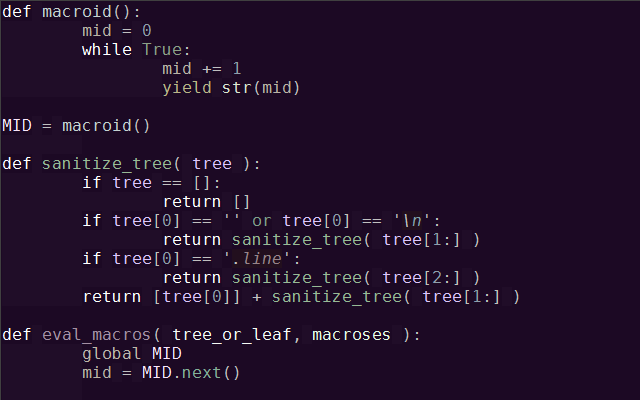 def macroid():
        mid = 0
        while True:
                mid += 1
                yield str(mid)

MID = macroid()

def sanitize_tree( tree ):
        if tree == []:
                return []
        if tree[0] == '' or tree[0] == '\n':
                return sanitize_tree( tree[1:] )
        if tree[0] == '.line':
                return sanitize_tree( tree[2:] )
        return [tree[0]] + sanitize_tree( tree[1:] )

def eval_macros( tree_or_leaf, macroses ):
        global MID
        mid = MID.next()